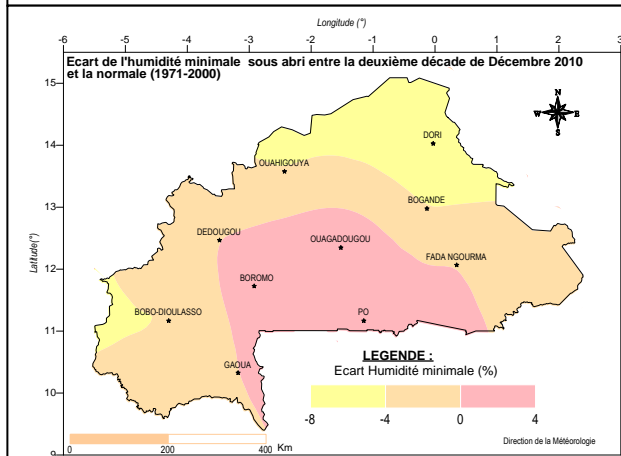 Longitude (°)
-6 -5 -4 -3 -2 -1 0 1 2 3
Ecart de l'humidité minimale sous abri entre la deuxième décade de Décembre 2010
et la normale (1971-2000)
15
N
W E
S
DORI
14
OUAHIGOUYA
BOGANDE
13
DEDOUGOU
OUAGADOUGOU
FADA NGOURMA
Latitude(°)
12
BOROMO
BOBO-DIOULASSO
PO
11
LEGENDE :
GAOUA
Ecart Humidité minimale (%)
10
-8 -4 0 4
0 200 400 Km
Direction de la Météorologie
9